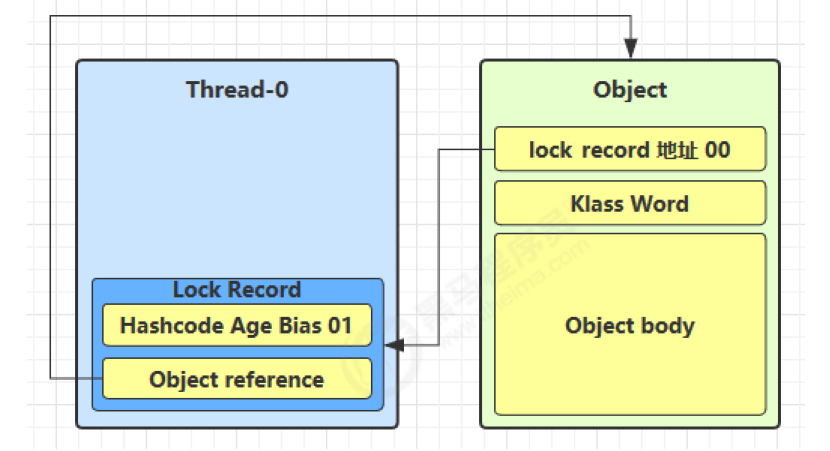 Thread-0
Lock Record
Hashcode Age Bias 01
Object reference
Object
lock record 地址 00
Klass Word
Object body
黑马程序员
www.itheima.com